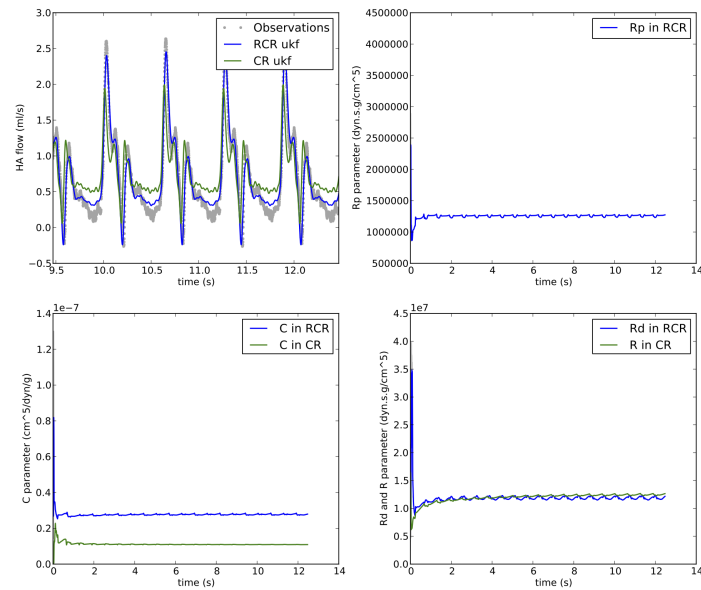 3.0
2.5
2.0
1.5
1.0
0.5
0.0
−0.5
9.5 10.0 10.5 11.0 11.5 12.0
time (s)
HA flow (ml/s)
Observations
RCR ukf
CR ukf
4500000
4000000
3500000
3000000
2500000
2000000
1500000
1000000
500000
0 2 4 6 8 10 12 14
time (s)
Rp parameter (dyn.s.g/cm^5)
Rp in RCR
1e−7
1.4
1.2
1.0
0.8
0.6
0.4
0.2
0.0
0 2 4 6 8 10 12 14
time (s)
C parameter (cm^5/dyn/g)
C in RCR
C in CR
1e7
4.5
4.0
3.5
3.0
2.5
2.0
1.5
1.0
0.5
0.0
0 2 4 6 8 10 12 14
time (s)
Rd and R parameter (dyn.s.g/cm^5)
Rd in RCR
R in CR